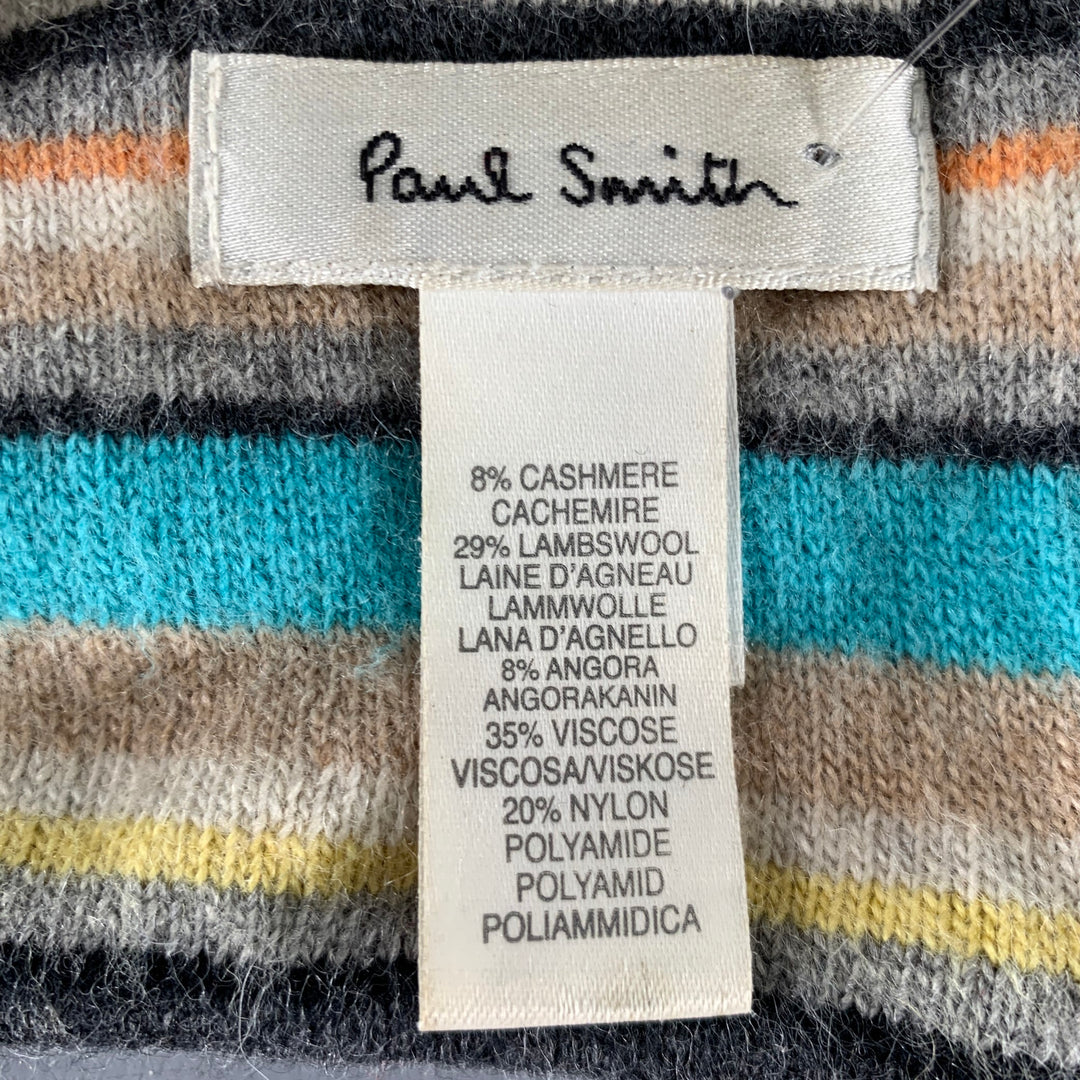 Paul Smith
8% CASHMERE
CACHEMIRE
29% LAMBSWOOL
LAINE D'AGNEAU
LAMMWOLLE
LANA D'AGNELLO
8% ANGORA
ANGORAKANIN
35% VISCOSE
VISCOSA/VISKOSE
20% NYLON
POLYAMIDE
POLYAMID
POLIAMMIDICA